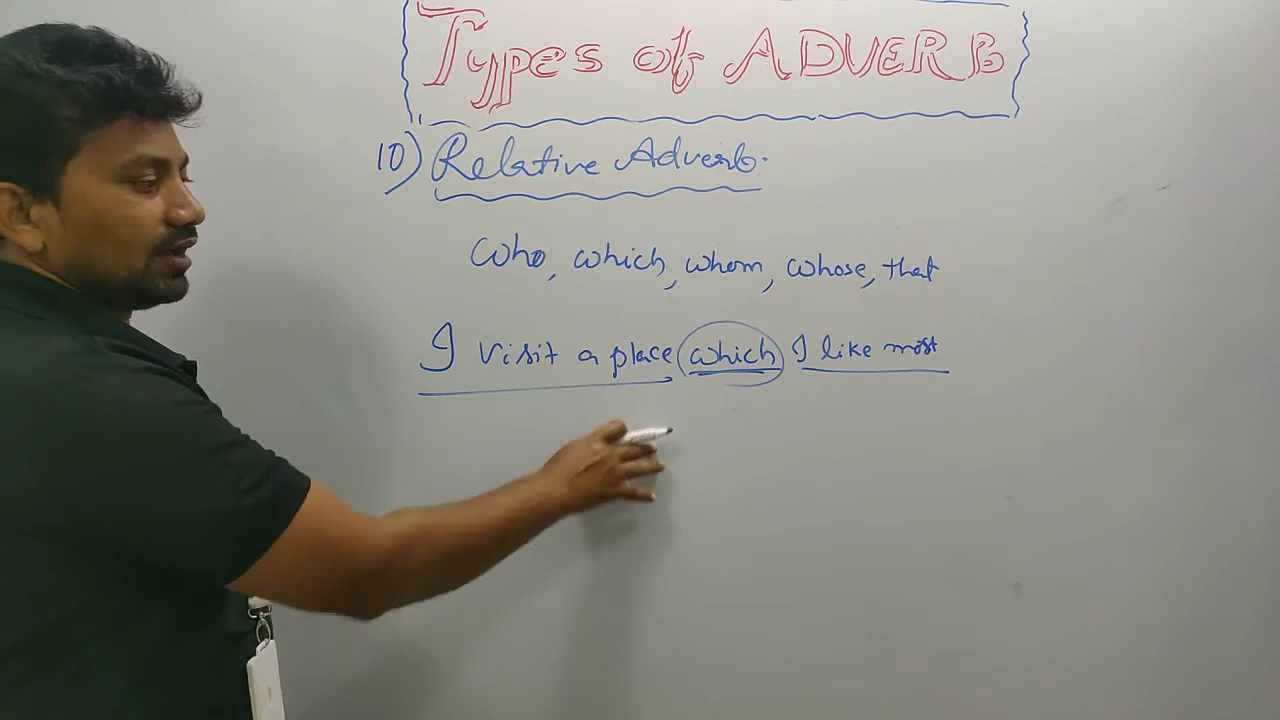 Types of ADVERB
10) Relative Adverb.
Who, which, whom, whose, that
I visit a place which I like most